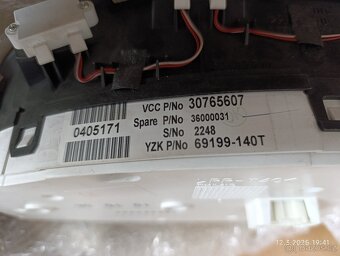 VCC P/No 30765607
Spare P/No 36000031
S/No 2248
YZK P/No 69199-140T
0405171
12.3.2026 19:41